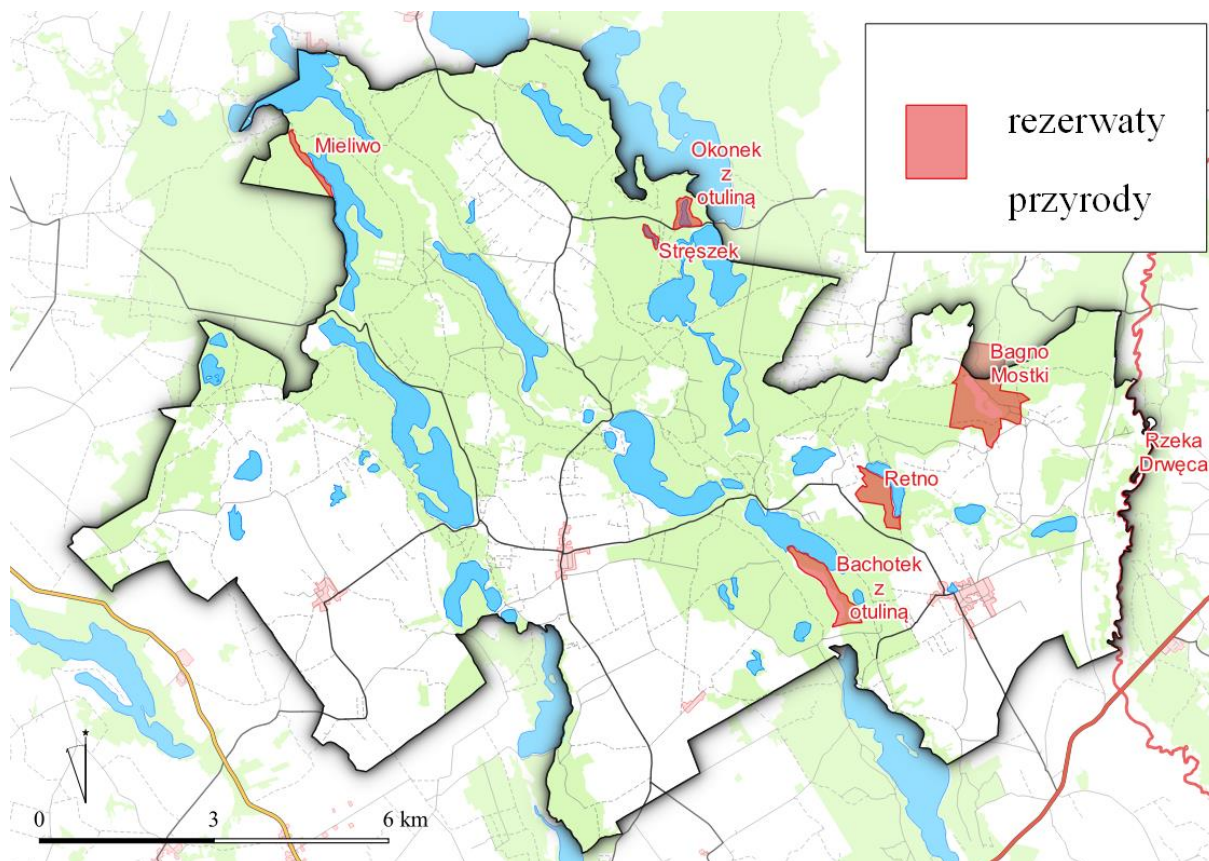 rezerwaty
przyrody
Mieliwo
Okonek
z
otuliną
Stręszek
Bagno
Mostki
Rzeka
Drwęca
Retno
Bachotek
z
otuliną
0 3 6 km